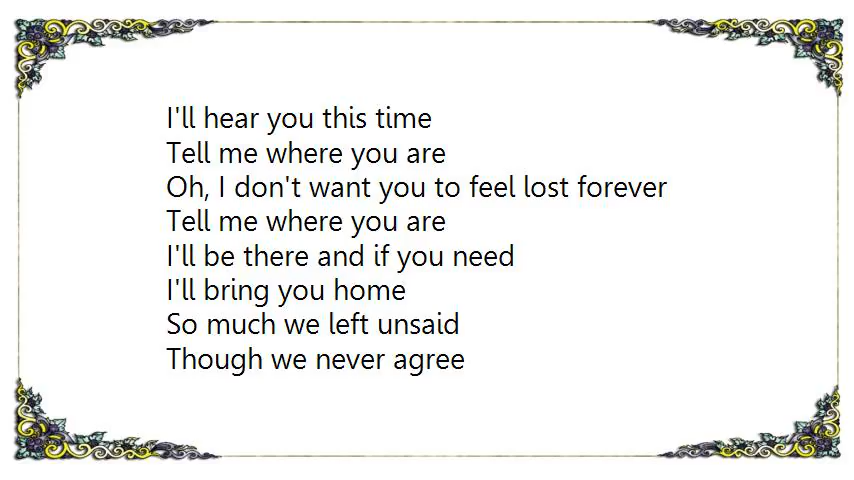 I'll hear you this time
Tell me where you are
Oh, I don't want you to feel lost forever
Tell me where you are
I'll be there and if you need
I'll bring you home
So much we left unsaid
Though we never agree